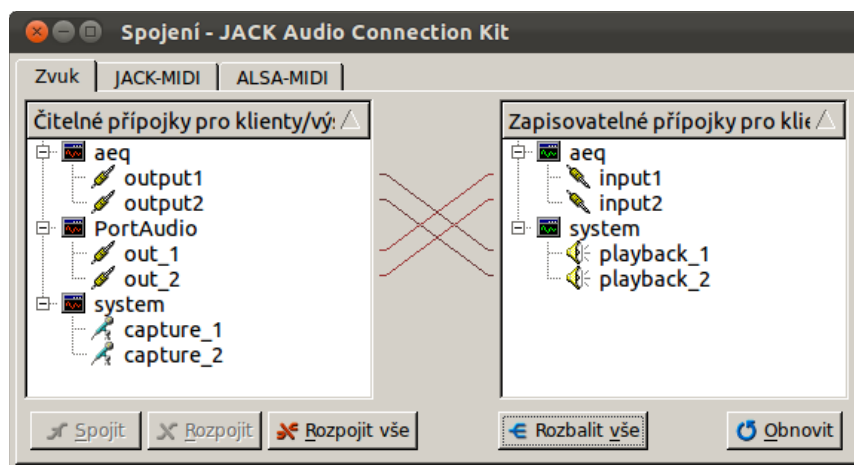 Spojení - JACK Audio Connection Kit
Zvuk
JACK-MIDI
ALSA-MIDI
Čitelné přípojky pro klienty/vý
aeq
output1
output2
PortAudio
out_1
out_2
system
capture_1
capture_2
Zapisovatelné přípojky pro klie
aeq
input1
input2
system
playback_1
playback_2
Spojit
Rozpojit
Rozpojit vše
Rozbalit vše
Obnovit